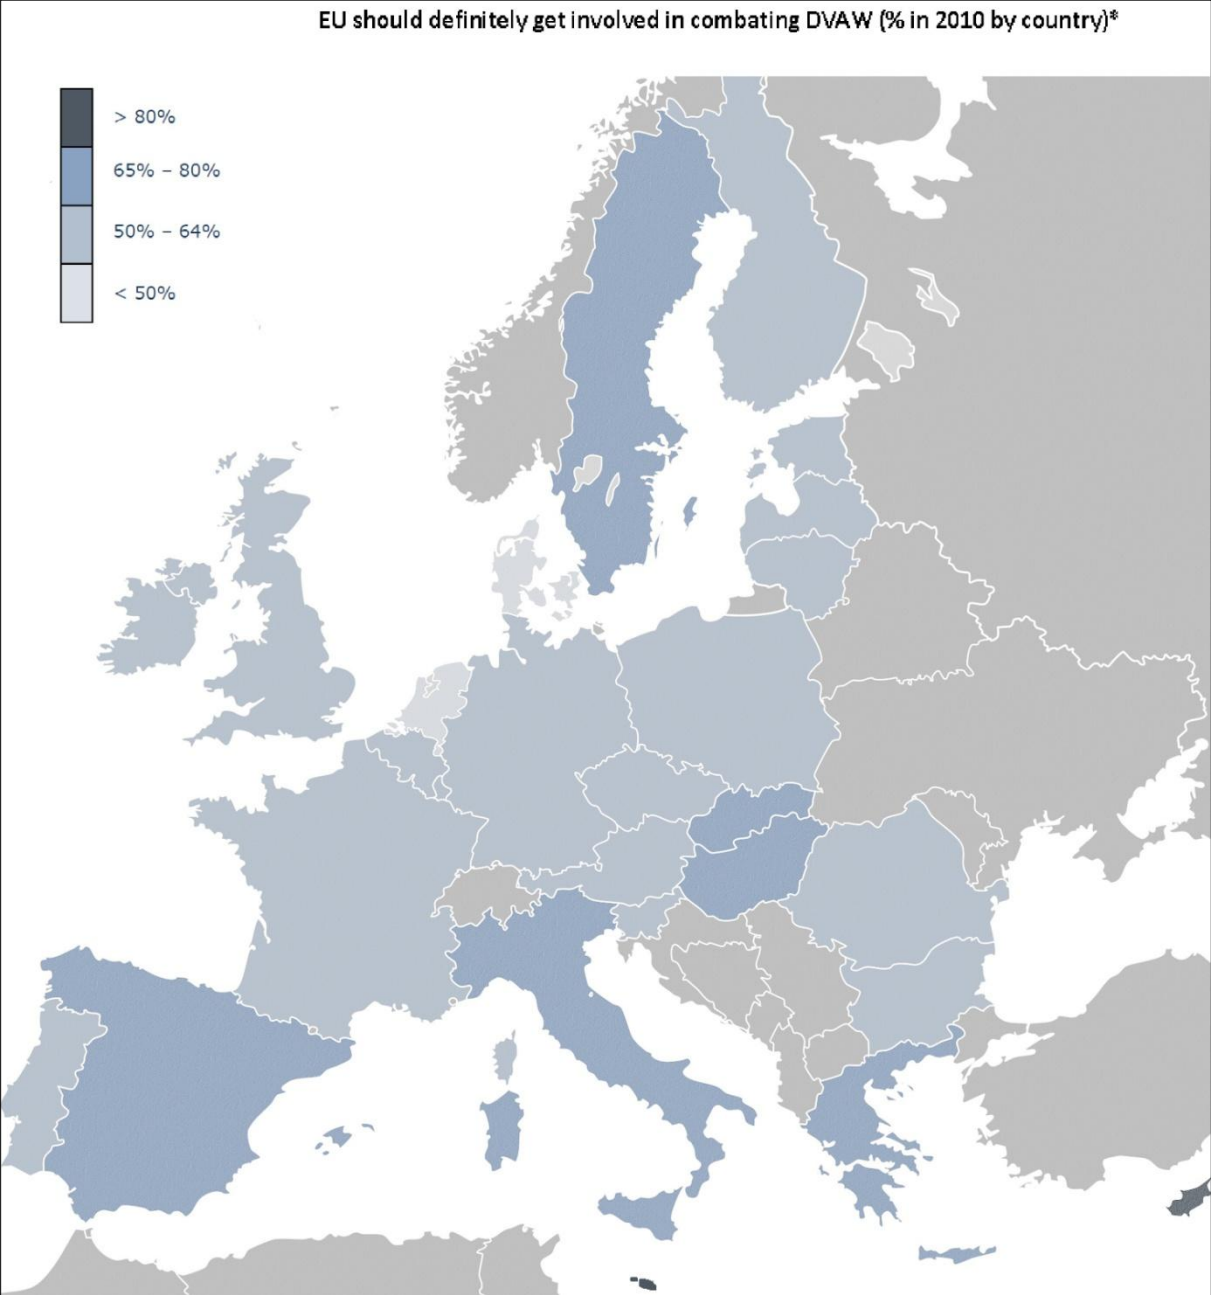 EU should definitely get involved in combating DVAW (% in 2010 by country)*
> 80%
65% – 80%
50% – 64%
< 50%